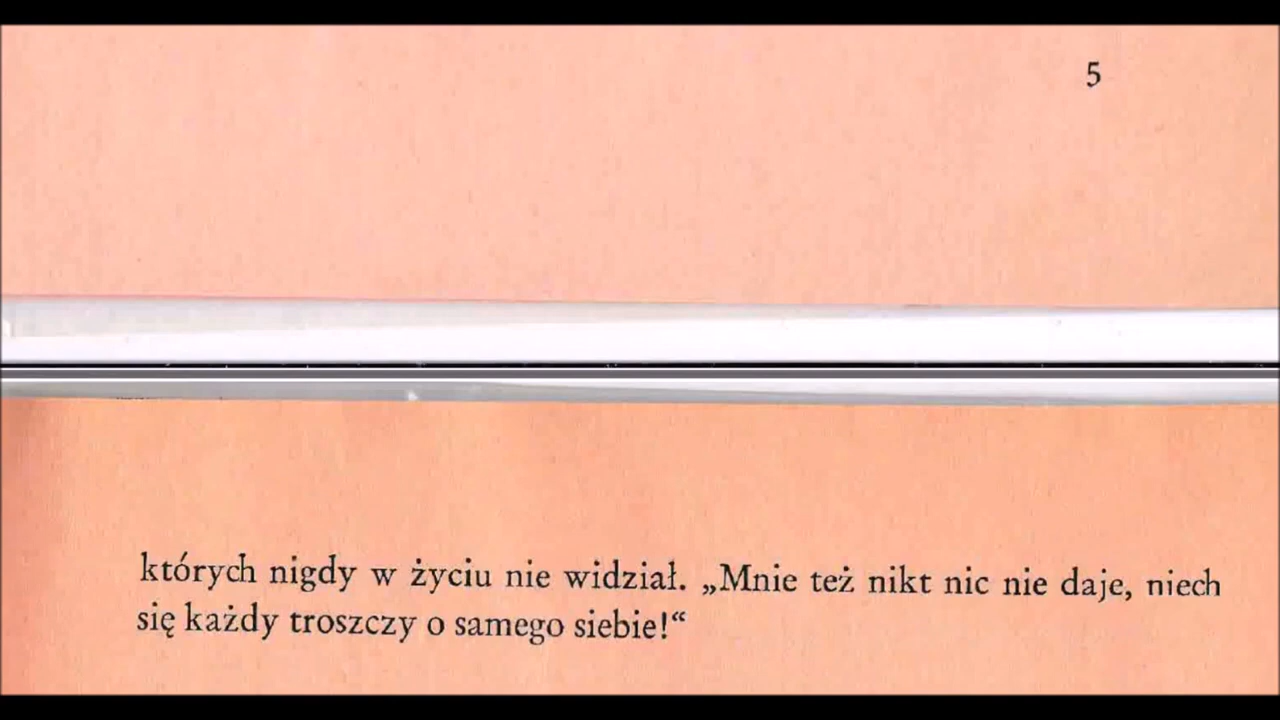 5
których nigdy w życiu nie widział. „Mnie też nikt nic nie daje, niech
się każdy troszczy o samego siebie!“